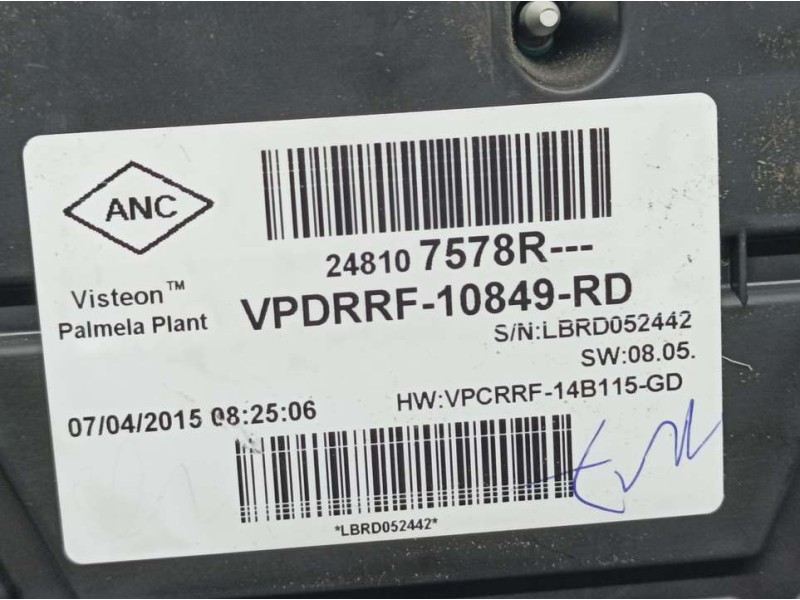 ANC
Visteon™
Palmela Plant
24810 7578R---
VPDRRF-10849-RD
S/N:LBRD052442
SW:08.05.
HW:VPCRRF-14B115-GD
07/04/2015 08:25:06
*LBRD052442*